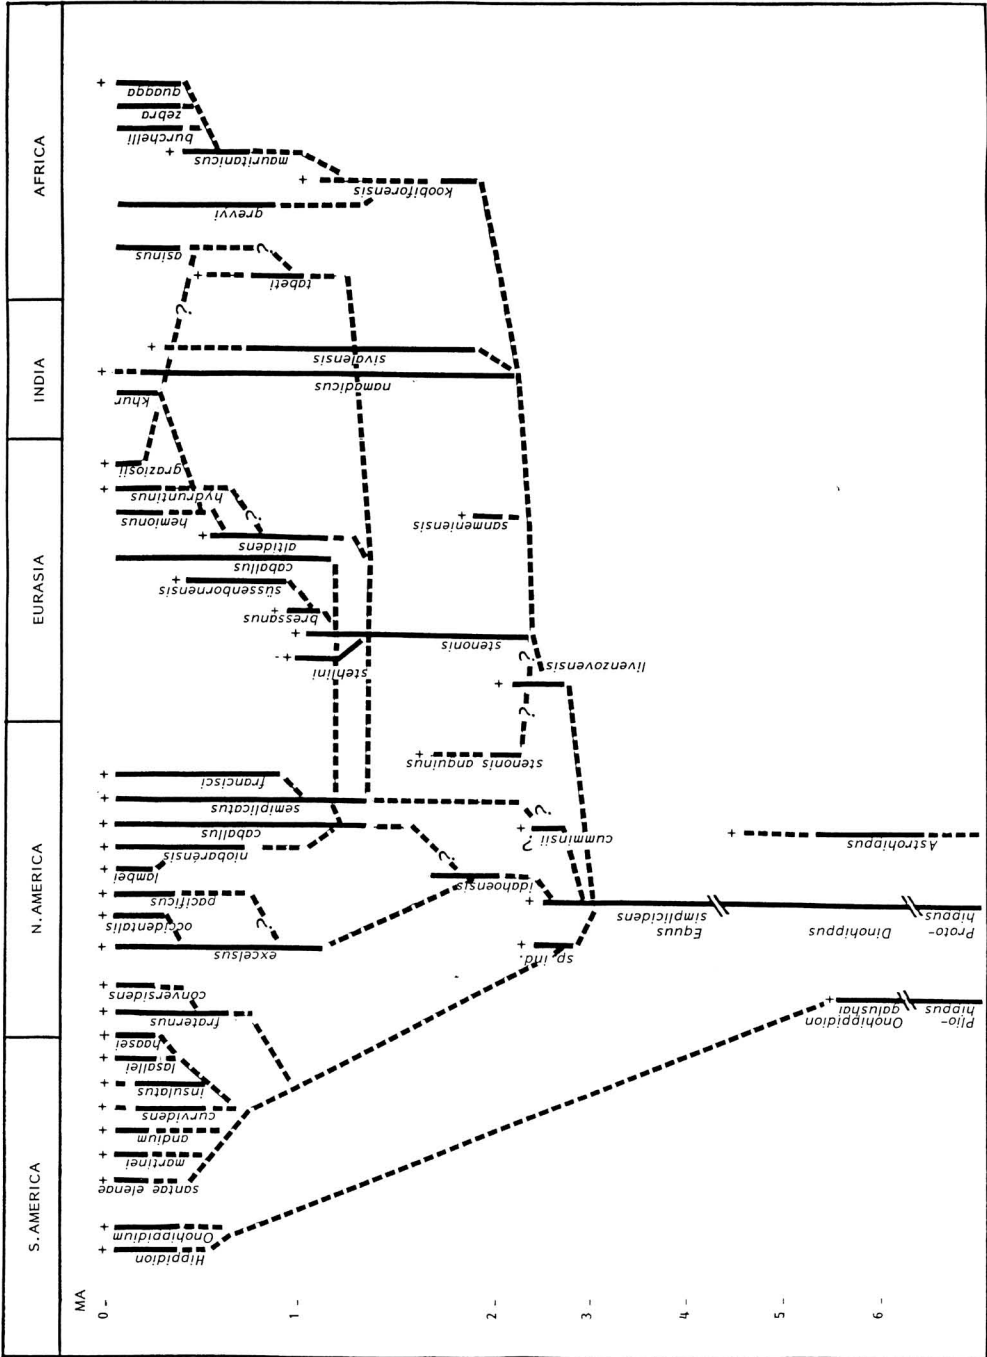 S. AMERICA
N. AMERICA
EURASIA
INDIA
AFRICA
MA
0 -
1 -
2 -
3 -
4 -
5 -
6 -
Hippidion
Onohippidium
santae elenae
martinei
andium
curvidens
insulatus
lasallei
haasei
fraternus
conversidens
Plio-
hippus
Onohippidion
galushai
excelsus
occidentalis
pacificus
lambei
niobarensis
caballus
semiplicatus
francisci
sp. ind.
idahoensis
cumminsii
?
?
?
?
Equus
simplicidens
Dinohippus
Proto-
hippus
Astrohippus
stenonis anguinus
?
?
livenzovensis
stehlini
stenonis
bressanus
süssenbornensis
caballus
altidens
?
hemionus
hydruntinus
graziosii
sanmeniensis
khur
namadicus
sivalensis
?
tabeti
?
asinus
grevyi
koobiforensis
mauritanicus
burchelli
zebra
quagga